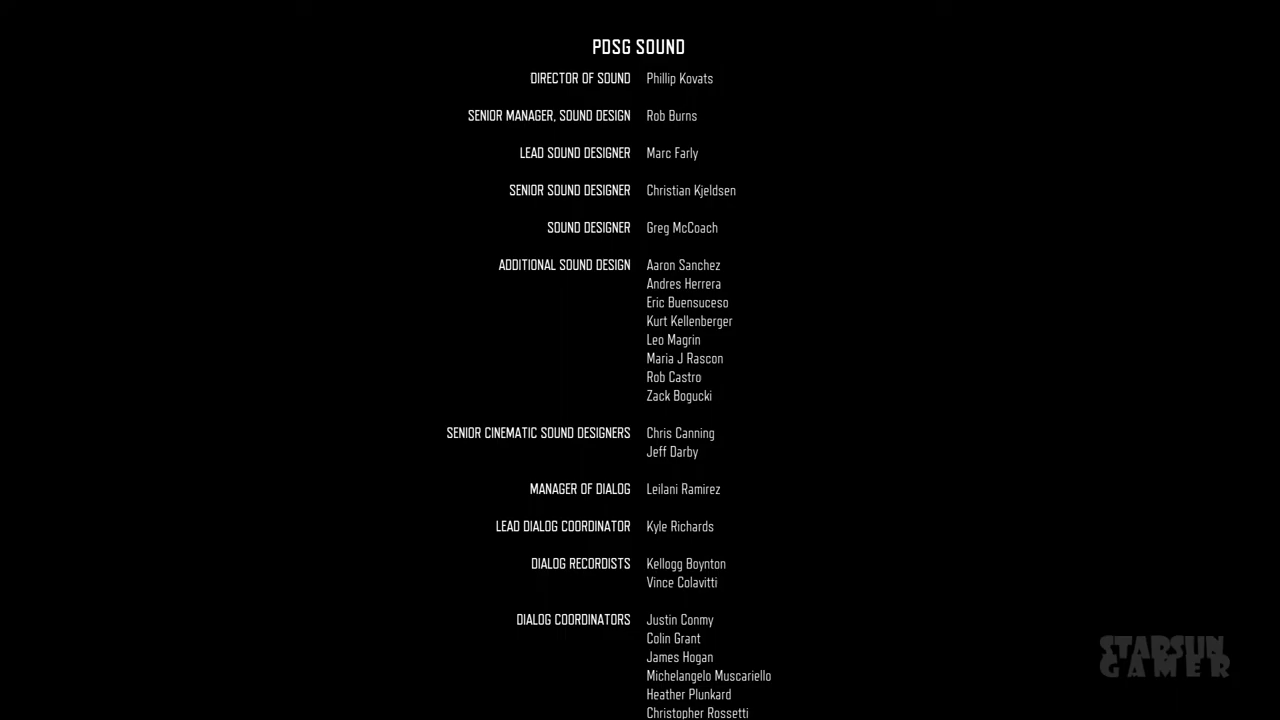 PDSG SOUND
DIRECTOR OF SOUND Phillip Kovats
SENIOR MANAGER, SOUND DESIGN Rob Burns
LEAD SOUND DESIGNER Marc Farly
SENIOR SOUND DESIGNER Christian Kjeldsen
SOUND DESIGNER Greg McCoach
ADDITIONAL SOUND DESIGN Aaron Sanchez
Andres Herrera
Eric Buensuceso
Kurt Kellenberger
Leo Magrin
Maria J Rascon
Rob Castro
Zack Bogucki
SENIOR CINEMATIC SOUND DESIGNERS Chris Canning
Jeff Darby
MANAGER OF DIALOG Leilani Ramirez
LEAD DIALOG COORDINATOR Kyle Richards
DIALOG RECORDISTS Kellogg Boynton
Vince Colavitti
DIALOG COORDINATORS Justin Conmy
Colin Grant
James Hogan
Michelangelo Muscariello
Heather Plunkard
Christopher Rossetti
STARSUN
GAMER